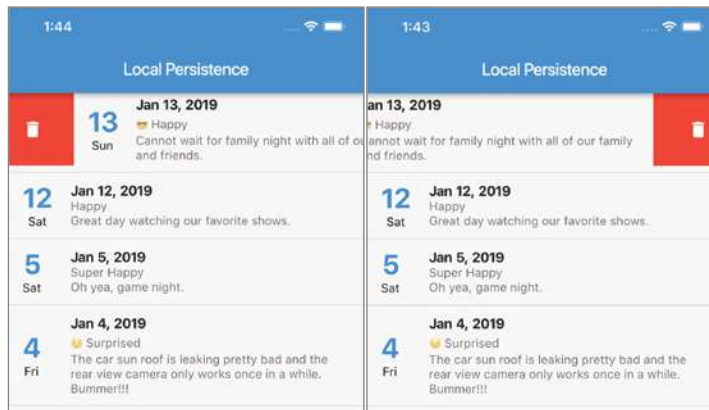 1:44
Local Persistence
13
Sun
Jan 13, 2019
Happy
Cannot wait for family night with all of
and friends.
12
Sat
Jan 12, 2019
Happy
Great day watching our favorite shows.
5
Sat
Jan 5, 2019
Super Happy
Oh yea, game night.
4
Fri
Jan 4, 2019
Surprised
The car sun roof is leaking pretty bad and the
rear view camera only works once in a while.
Bummer!!!
1:43
Local Persistence
an 13, 2019
Happy
annot wait for family night with all of our family
nd friends.
12
Sat
Jan 12, 2019
Happy
Great day watching our favorite shows.
5
Sat
Jan 5, 2019
Super Happy
Oh yea, game night.
4
Fri
Jan 4, 2019
Surprised
The car sun roof is leaking pretty bad and the
rear view camera only works once in a while.
Bummer!!!